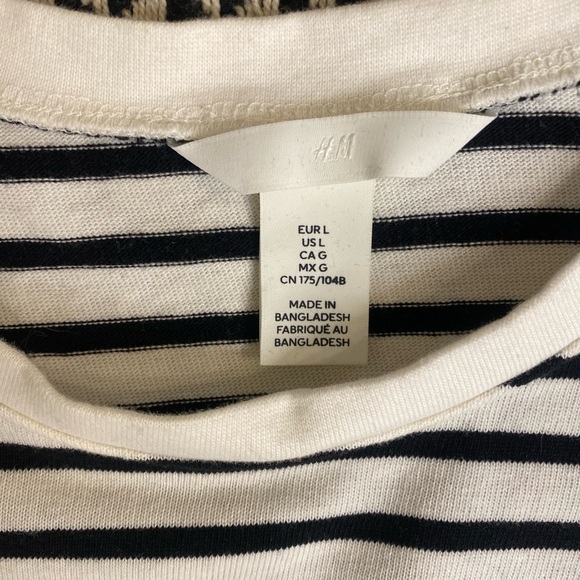 H&M
EUR L
US L
CA G
MX G
CN 175/104B
MADE IN
BANGLADESH
FABRIQUÉ AU
BANGLADESH